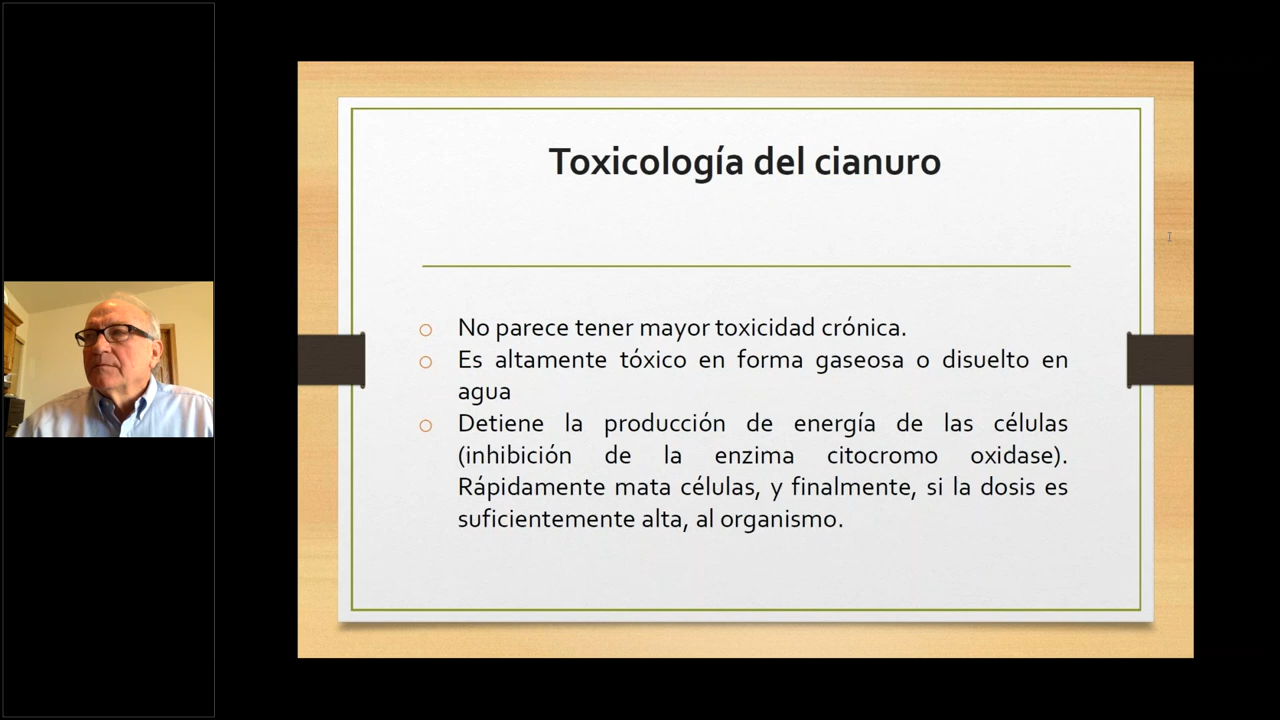 Toxicología del cianuro
No parece tener mayor toxicidad crónica.
Es altamente tóxico en forma gaseosa o disuelto en
agua
Detiene la producción de energía de las células
(inhibición de la enzima citocromo oxidase).
Rápidamente mata células, y finalmente, si la dosis es
suficientemente alta, al organismo.